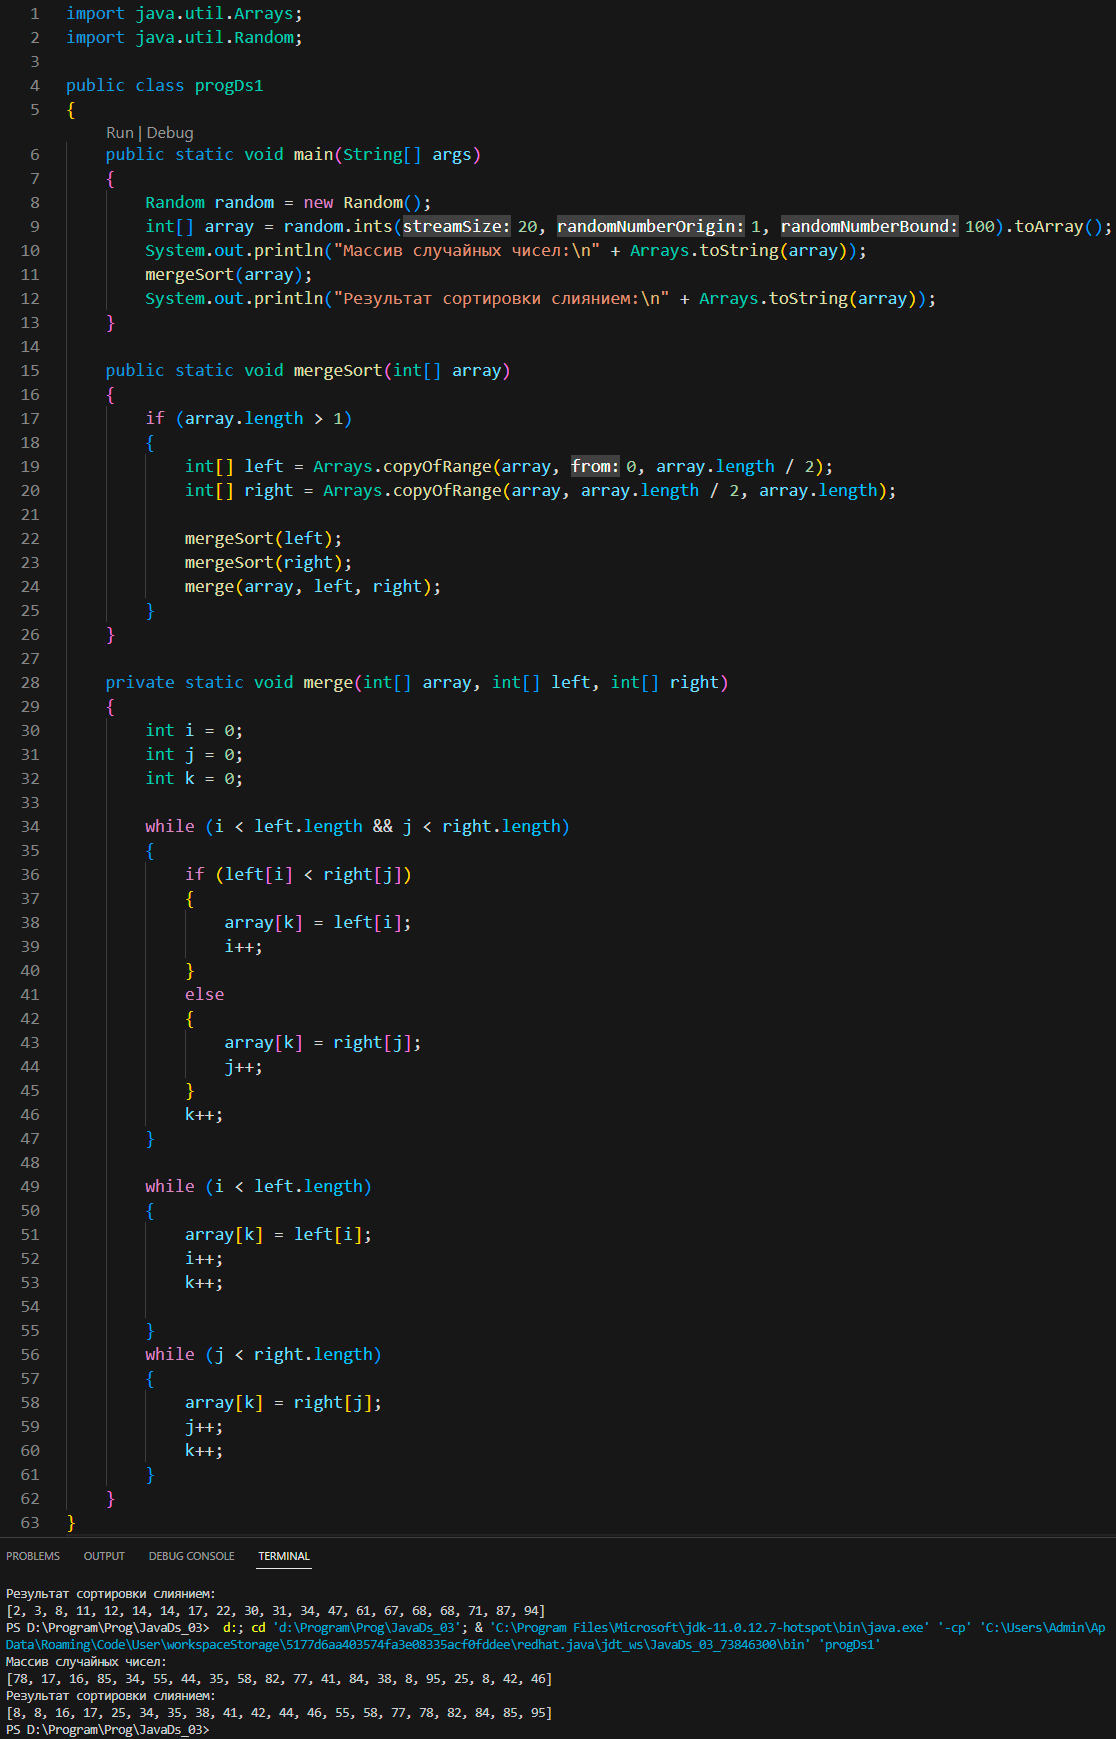 1 import java.util.Arrays;
2 import java.util.Random;
3
4 public class progDs1
5 {
Run | Debug
6 public static void main(String[] args)
7 {
8 Random random = new Random();
9 int[] array = random.ints(streamSize: 20, randomNumberOrigin: 1, randomNumberBound: 100).toArray();
10 System.out.println("Массив случайных чисел:\n" + Arrays.toString(array));
11 mergeSort(array);
12 System.out.println("Результат сортировки слиянием:\n" + Arrays.toString(array));
13 }
14
15 public static void mergeSort(int[] array)
16 {
17 if (array.length > 1)
18 {
19 int[] left = Arrays.copyOfRange(array, from: 0, array.length / 2);
20 int[] right = Arrays.copyOfRange(array, array.length / 2, array.length);
21
22 mergeSort(left);
23 mergeSort(right);
24 merge(array, left, right);
25 }
26 }
27
28 private static void merge(int[] array, int[] left, int[] right)
29 {
30 int i = 0;
31 int j = 0;
32 int k = 0;
33
34 while (i < left.length && j < right.length)
35 {
36 if (left[i] < right[j])
37 {
38 array[k] = left[i];
39 i++;
40 }
41 else
42 {
43 array[k] = right[j];
44 j++;
45 }
46 k++;
47 }
48
49 while (i < left.length)
50 {
51 array[k] = left[i];
52 i++;
53 k++;
54
55 }
56 while (j < right.length)
57 {
58 array[k] = right[j];
59 j++;
60 k++;
61 }
62 }
63 }
PROBLEMS OUTPUT DEBUG CONSOLE TERMINAL
Результат сортировки слиянием:
[2, 3, 8, 11, 12, 14, 14, 17, 22, 30, 31, 34, 47, 61, 67, 68, 68, 71, 87, 94]
PS D:\Program\Prog\JavaDs_03> d:; cd 'd:\Program\Prog\JavaDs_03'; & 'C:\Program Files\Microsoft\jdk-11.0.12.7-hotspot\bin\java.exe' '-cp' 'C:\Users\Admin\Ap
pData\Roaming\Code\User\workspaceStorage\5177d6aa403574fa3e08335acf0fddee\redhat.java\jdt_ws\JavaDs_03_73846300\bin' 'progDs1'
Массив случайных чисел:
[78, 17, 16, 85, 34, 55, 44, 35, 58, 82, 77, 41, 84, 38, 8, 95, 25, 8, 42, 46]
Результат сортировки слиянием:
[8, 8, 16, 17, 25, 34, 35, 38, 41, 42, 44, 46, 55, 58, 77, 78, 82, 84, 85, 95]
PS D:\Program\Prog\JavaDs_03>